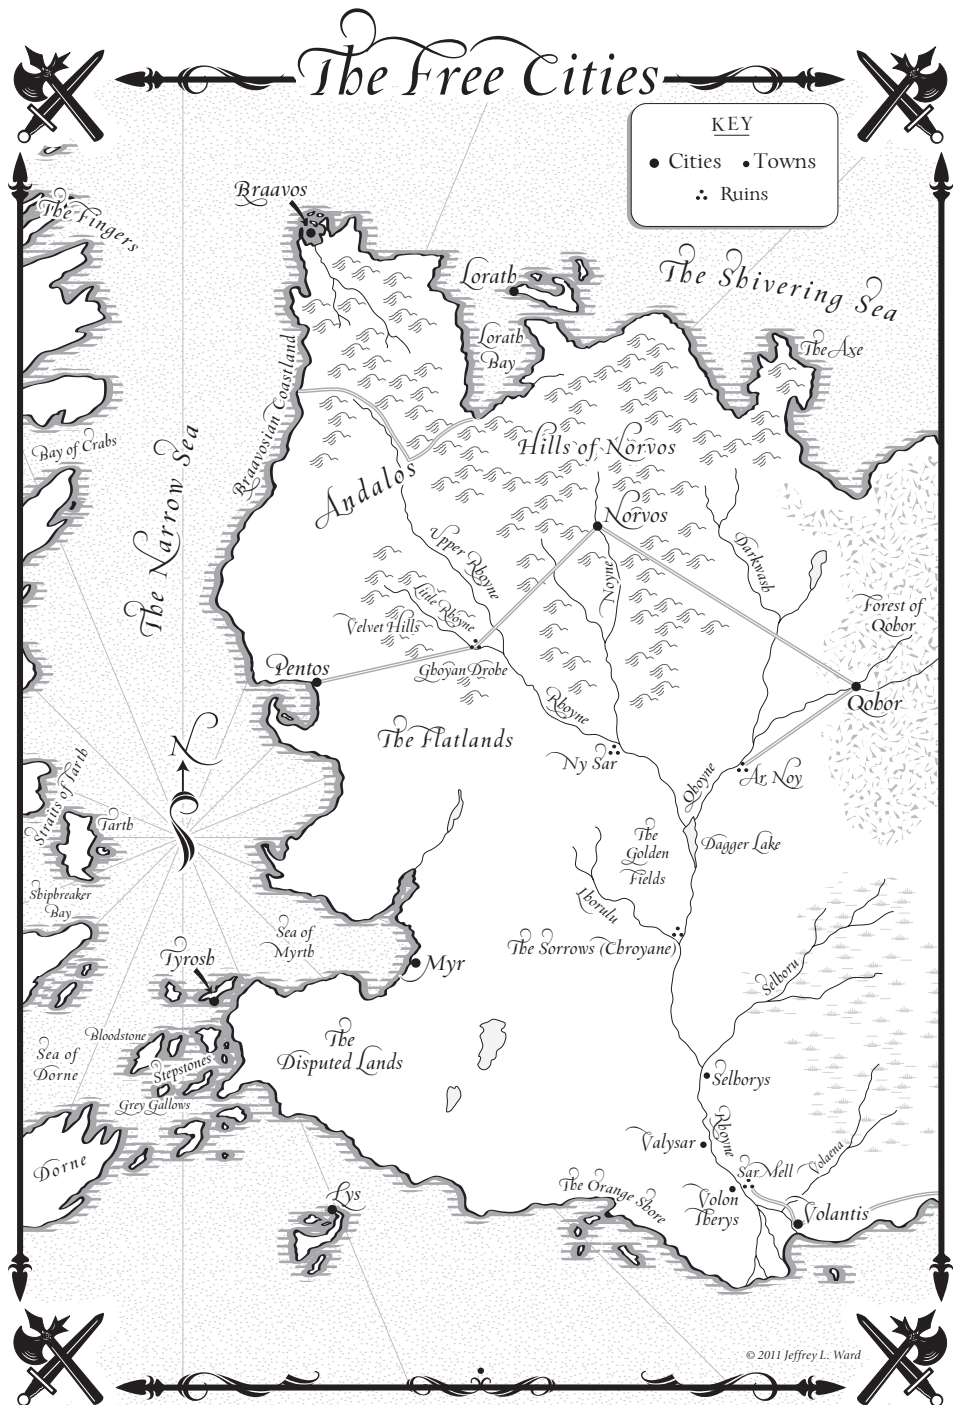 The Free Cities
KEY
Cities
Towns
Ruins
Braavos
The Fingers
Lorath
The Shivering Sea
Lorath
Bay
The Axe
Braavosian Coastland
Bay of Crabs
The Narrow Sea
Andalos
Hills of Norvos
Norvos
Upper Rhoyne
Noyne
Darkwash
Little Rhoyne
Velvet Hills
Ghoyan Drohe
Forest of
Qohor
Pentos
Qohor
Rhoyne
The Flatlands
Ny Sar
Ar Noy
Qhoyne
N
Straits of Tarth
Tarth
The
Golden
Fields
Dagger Lake
Shipbreaker
Bay
Lhorulu
Sea of
Myrth
The Sorrows (Chroyane)
Tyrosh
Myr
Selhoru
Bloodstone
Sea of
Dorne
Stepstones
The
Disputed Lands
Grey Gallows
Selhorys
Rhoyne
Valysar
Dorne
Sar Mell
Volaena
Lys
The Orange Shore
Volon
Therys
Volantis
© 2011 Jeffrey L. Ward